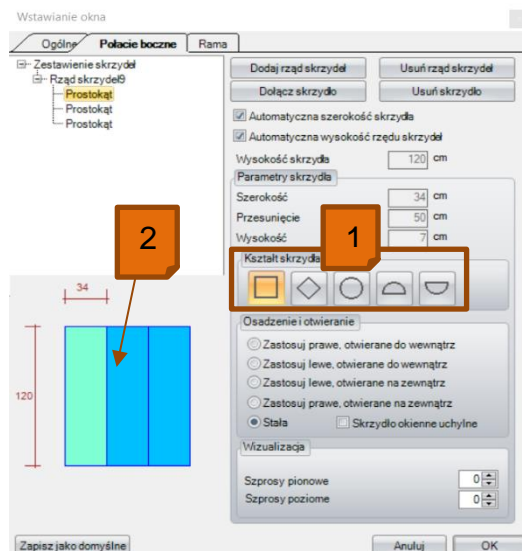 Wstawianie okna
Ogólne Połacie boczne Rama
Zestawienie skrzydeł
Rząd skrzydeł9
Prostokąt
Prostokąt
Prostokąt
Dodaj rząd skrzydeł Usuń rząd skrzydeł
Dołącz skrzydło Usuń skrzydło
Automatyczna szerokość skrzydła
Automatyczna wysokość rzędu skrzydeł
Wysokość skrzydła 120 cm
Parametry skrzydła
Szerokość 34 cm
Przesunięcie 50 cm
Wysokość 7 cm
1
Kształt skrzydła
2
34
120
Osadzenie i otwieranie
Zastosuj prawe, otwierane do wewnątrz
Zastosuj lewe, otwierane do wewnątrz
Zastosuj lewe, otwierane na zewnątrz
Zastosuj prawe, otwierane na zewnątrz
Stała Skrzydło okienne uchylne
Wizualizacja
Szprosy pionowe 0
Szprosy poziome 0
Zapisz jako domyślne Anuluj OK